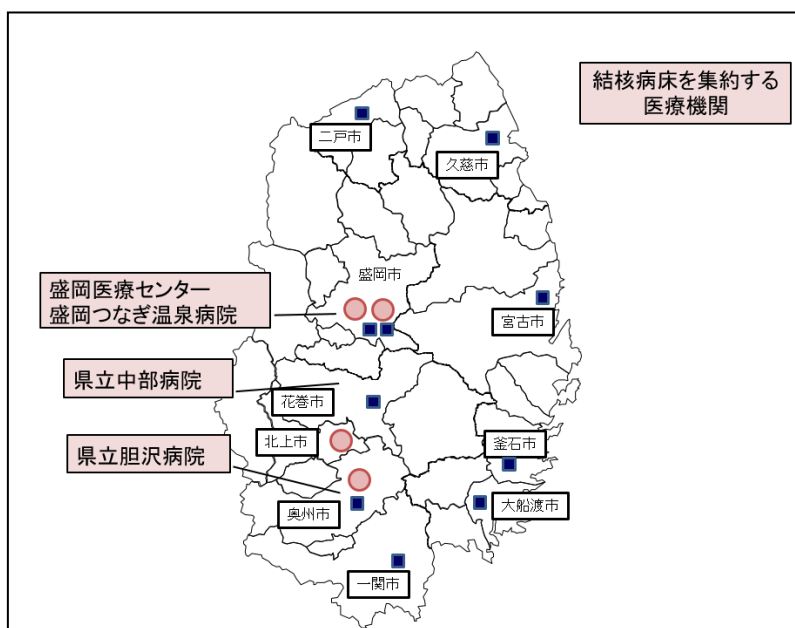 結核病床を集約する
医療機関
二戸市
久慈市
盛岡市
盛岡医療センター
盛岡つなぎ温泉病院
宮古市
県立中部病院
花巻市
北上市
釜石市
県立胆沢病院
奥州市
大船渡市
一関市